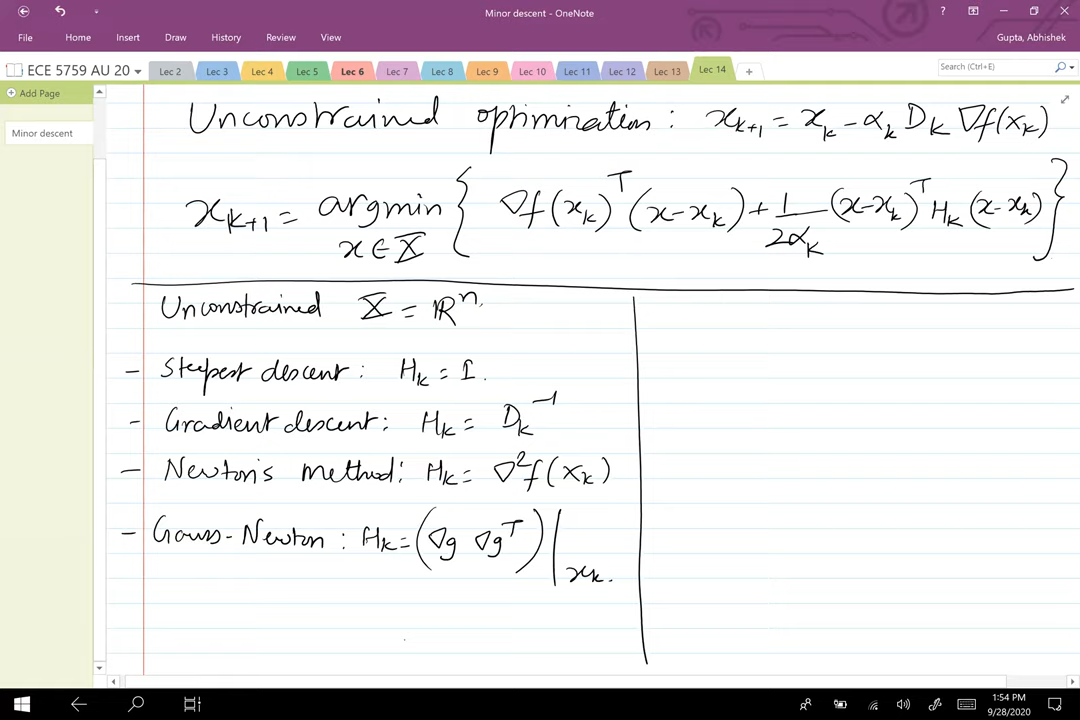 Minor descent - OneNote
File Home Insert Draw History Review View Gupta, Abhishek
ECE 5759 AU 20 Lec 2 Lec 3 Lec 4 Lec 5 Lec 6 Lec 7 Lec 8 Lec 9 Lec 10 Lec 11 Lec 12 Lec 13 Lec 14 + Search (Ctrl+E)
Add Page
Minor descent
Unconstrained optimization : x_{k+1} = x_k - α_k D_k ∇f(x_k)
x_{k+1} = argmin_{x ∈ X} { ∇f(x_k)^T (x-x_k) + \frac{1}{2α_k} (x-x_k)^T H_k (x-x_k) }
Unconstrained X = ℝ^n.
- Steepest descent : H_k = I.
- Gradient descent : H_k = D_k^{-1}
- Newton's method : H_k = ∇²f(x_k)
- Gauss-Newton : H_k = (∇g ∇g^T) |_{x_k}.
1:54 PM
9/28/2020